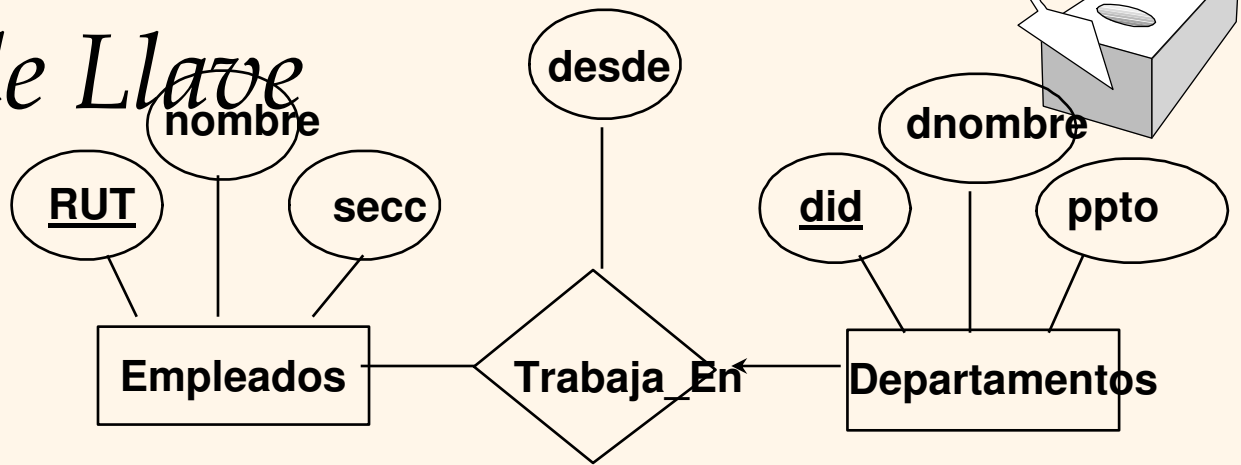 de Llave
desde
nombre
dnombre
RUT
secc
did
ppto
Empleados
Trabaja_En
Departamentos